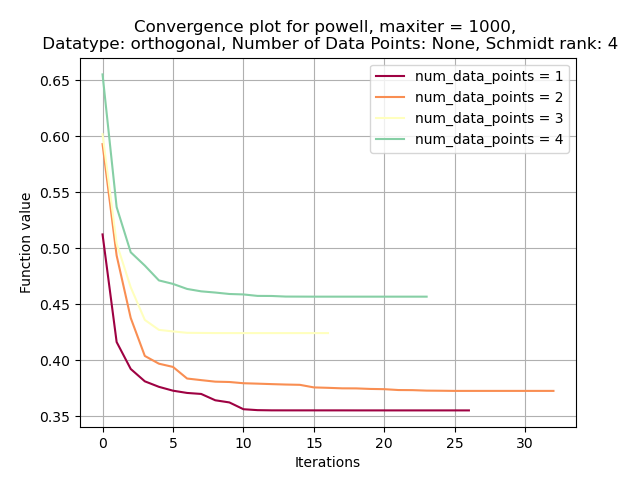 Convergence plot for powell, maxiter = 1000,
Datatype: orthogonal, Number of Data Points: None, Schmidt rank: 4
num_data_points = 1
num_data_points = 2
num_data_points = 3
num_data_points = 4
Function value
0.65
0.60
0.55
0.50
0.45
0.40
0.35
0 5 10 15 20 25 30
Iterations